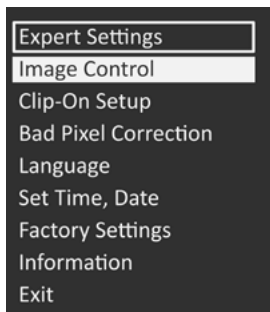 Expert Settings
Image Control
Clip-On Setup
Bad Pixel Correction
Language
Set Time, Date
Factory Settings
Information
Exit